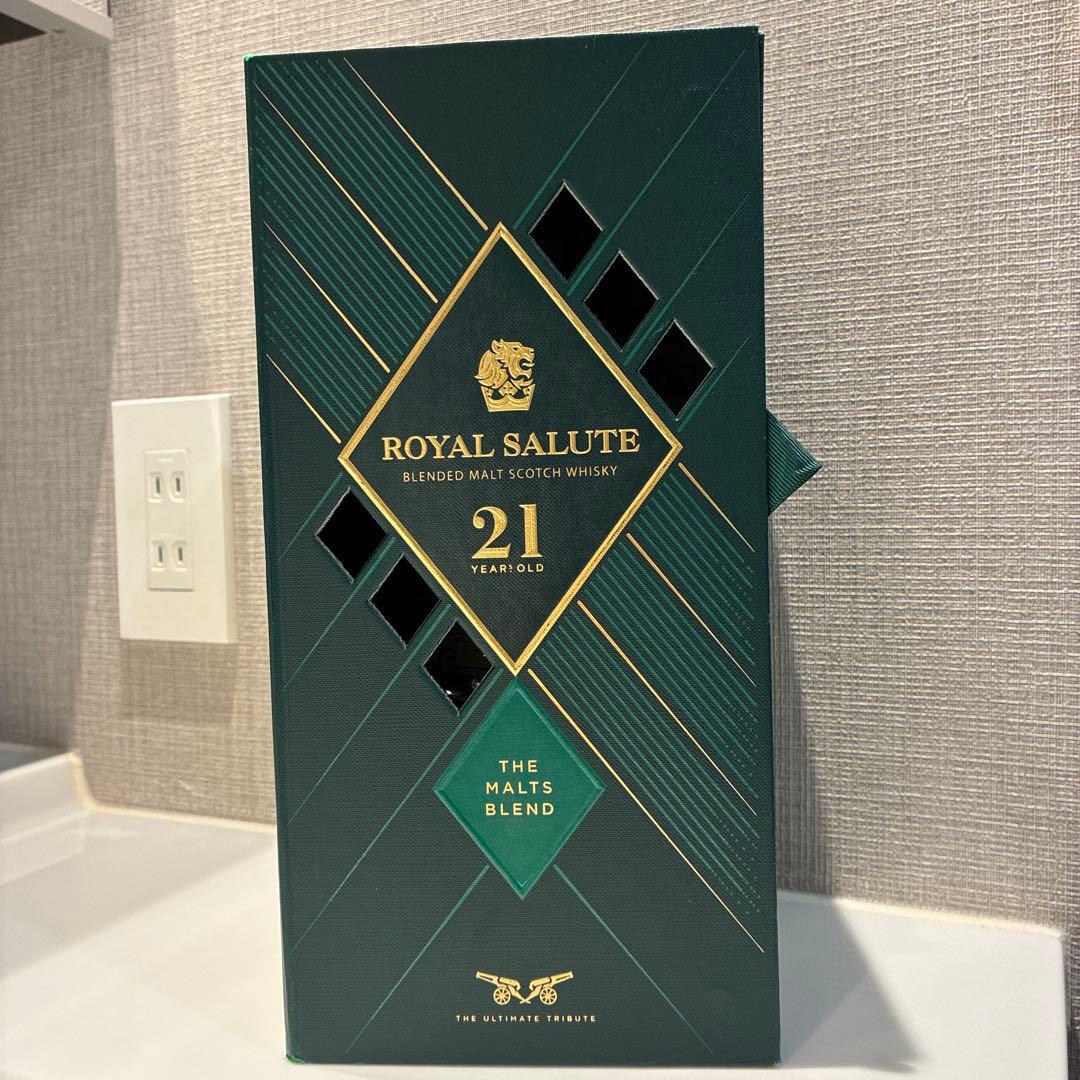 ROYAL SALUTE
BLENDED MALT SCOTCH WHISKY
21
YEARS OLD
THE
MALTS
BLEND
THE ULTIMATE TRIBUTE